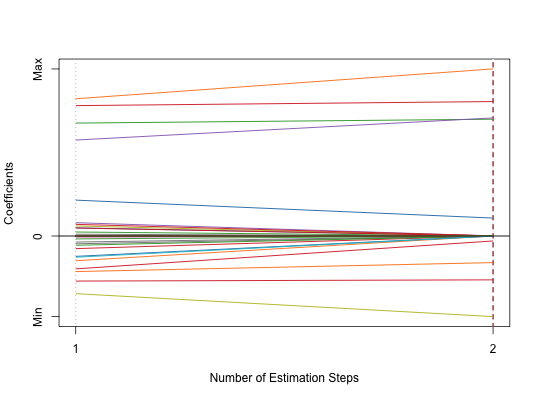 Max
0
Min
Coefficients
1
2
Number of Estimation Steps